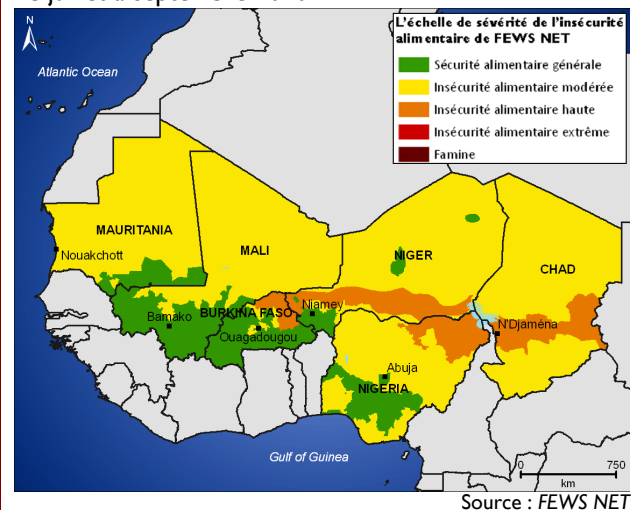 N
Atlantic Ocean
L'échelle de sévérité de l'insécurité
alimentaire de FEWS NET
Sécurité alimentaire générale
Insécurité alimentaire modérée
Insécurité alimentaire haute
Insécurité alimentaire extrême
Famine
MAURITANIA
Nouakchott
MALI
NIGER
CHAD
BURKINA FASO
Niamey
Bamako
Ouagadougou
N'Djaména
Abuja
NIGERIA
Gulf of Guinea
0 750
km
Source : FEWS NET